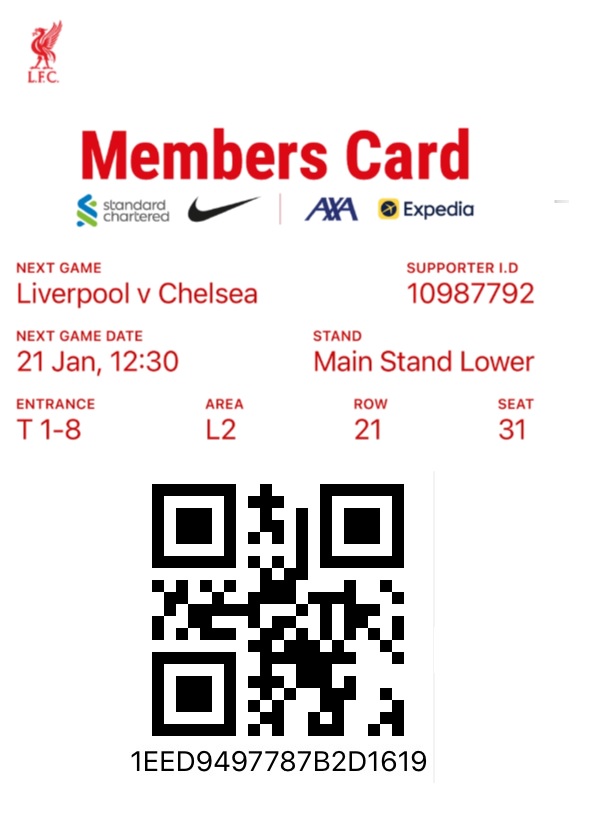 L.F.C.
Members Card
standard chartered AXA Expedia
NEXT GAME SUPPORTER I.D
Liverpool v Chelsea 10987792
NEXT GAME DATE STAND
21 Jan, 12:30 Main Stand Lower
ENTRANCE AREA ROW SEAT
T 1-8 L2 21 31
1EED9497787B2D1619